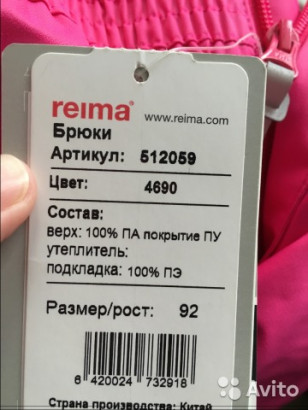 reima® www.reima.com
Брюки
Артикул: 512059
Цвет: 4690
Состав:
верх: 100% ПА покрытие ПУ
утеплитель:
подкладка: 100% ПЭ
Размер/рост: 92
6 420024 732918
Страна производства: Китай
Avito